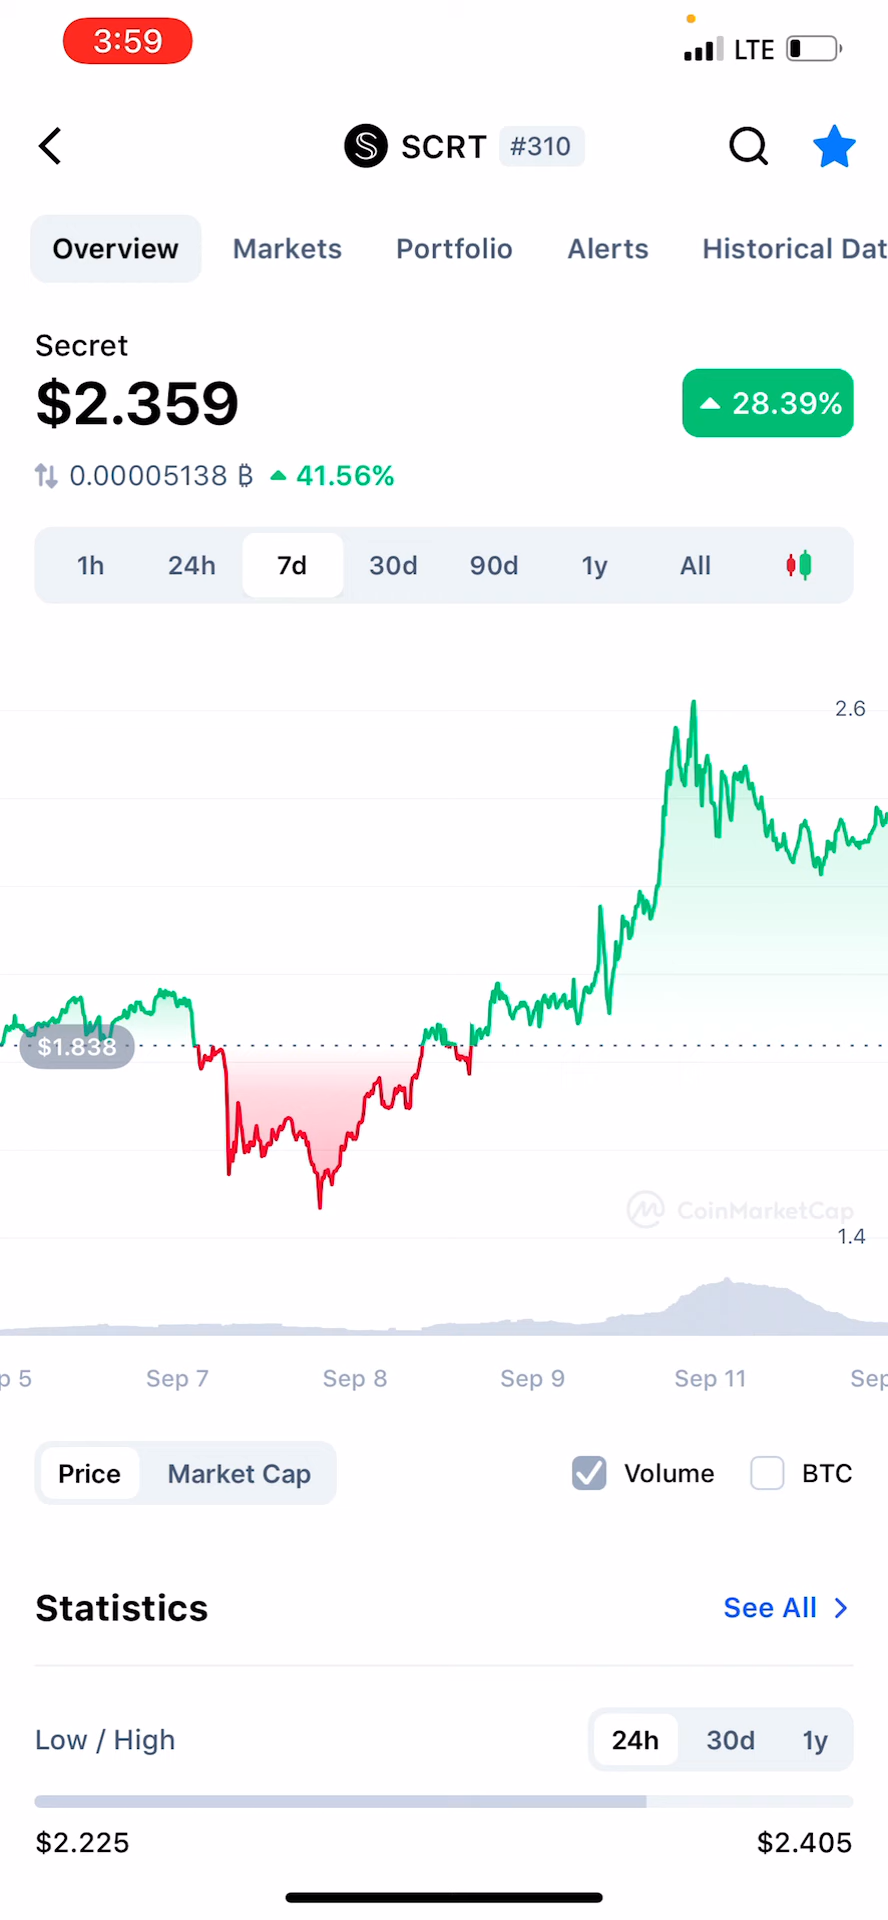 3:59
LTE
SCRT #310
Overview Markets Portfolio Alerts Historical Dat
Secret
$2.359
28.39%
0.00005138 ₿ 41.56%
1h 24h 7d 30d 90d 1y All
2.6
$1.838
CoinMarketCap
1.4
p 5 Sep 7 Sep 8 Sep 9 Sep 11 Sep
Price Market Cap Volume BTC
Statistics See All
Low / High 24h 30d 1y
$2.225 $2.405